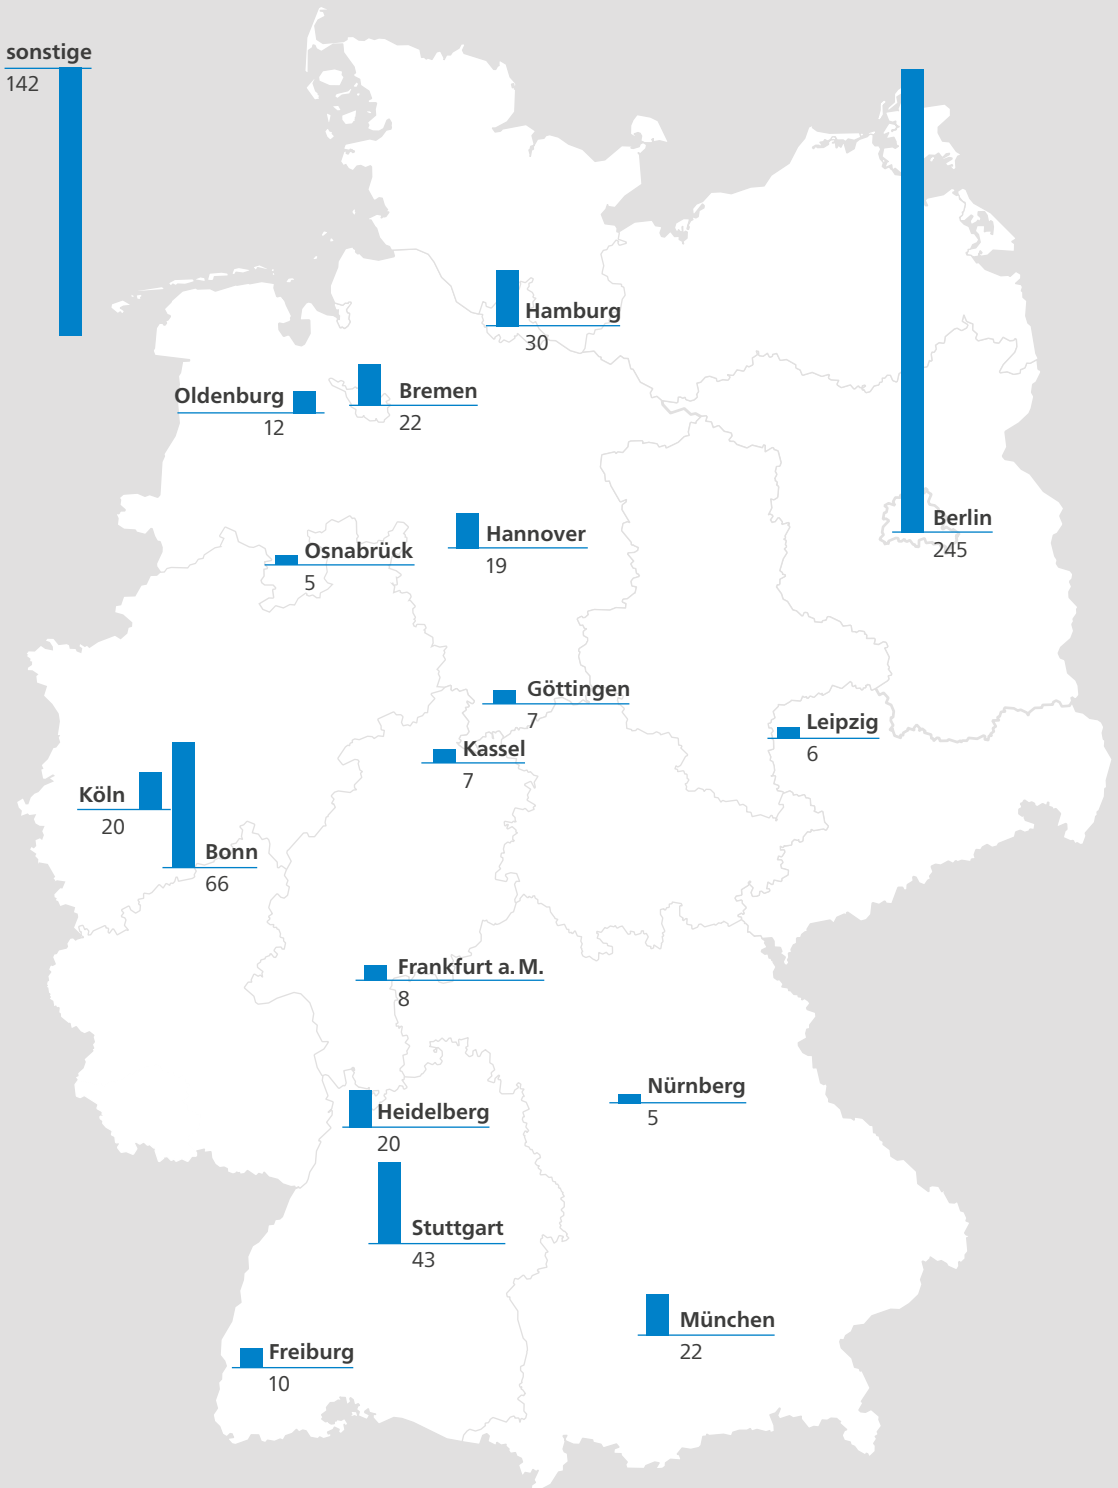 sonstige
142
Hamburg
30
Oldenburg
12
Bremen
22
Berlin
245
Hannover
19
Osnabrück
5
Göttingen
7
Leipzig
6
Kassel
7
Köln
20
Bonn
66
Frankfurt a. M.
8
Nürnberg
5
Heidelberg
20
Stuttgart
43
München
22
Freiburg
10